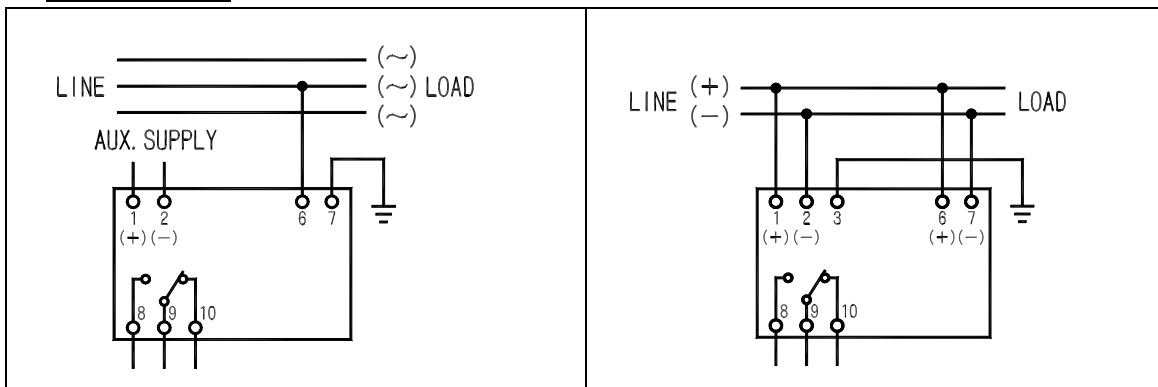 (~)
LINE (~) LOAD
(~)
AUX. SUPPLY
1 2 6 7
(+) (-)
8 9 10
LINE (+) LOAD
(-)
1 2 3 6 7
(+) (-) (+) (-)
8 9 10